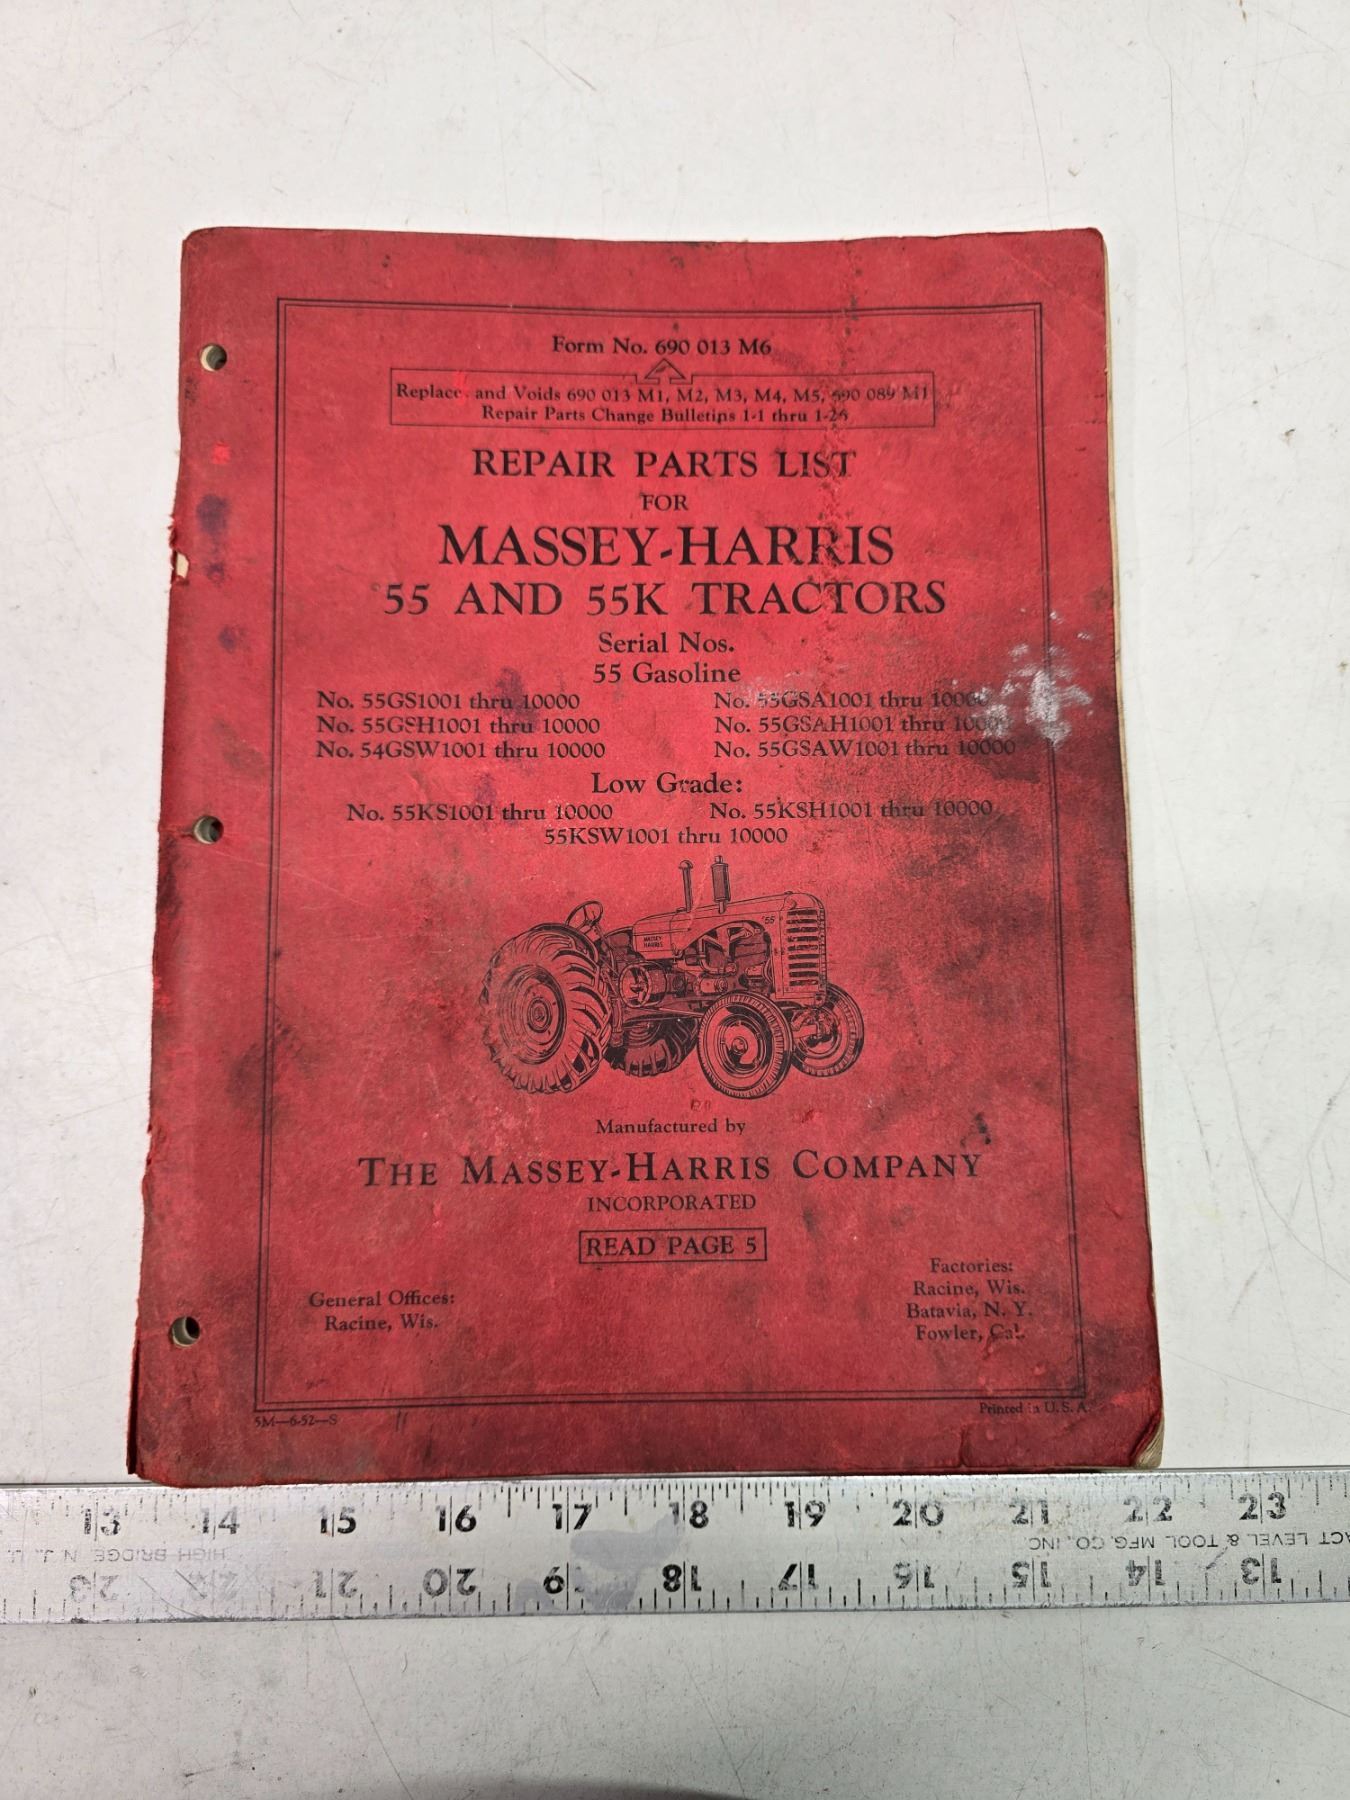 Form No. 690 013 M6
Replaces and Voids 690 013 M1, M2, M3, M4, M5, 690 089 M1
Repair Parts Change Bulletins 1-1 thru 1-26
REPAIR PARTS LIST
FOR
MASSEY-HARRIS
55 AND 55K TRACTORS
Serial Nos.
55 Gasoline
No. 55GS1001 thru 10000 No. 55GSA1001 thru 10000
No. 55GSH1001 thru 10000 No. 55GSAH1001 thru 10000
No. 54GSW1001 thru 10000 No. 55GSAW1001 thru 10000
Low Grade:
No. 55KS1001 thru 10000 No. 55KSH1001 thru 10000
55KSW1001 thru 10000
MASSEY
HARRIS
55
Manufactured by
THE MASSEY-HARRIS COMPANY
INCORPORATED
READ PAGE 5
General Offices:
Racine, Wis.
Factories:
Racine, Wis.
Batavia, N. Y.
Fowler, Cal.
5M—6-52—S
Printed in U. S. A.
13 14 15 16 17 18 19 20 21 22 23
ACT LEVEL & TOOL MFG. CO., INC
HIGH BRIDGE, N. J. U.
13 14 15 16 17 18 19 20 21 22 23